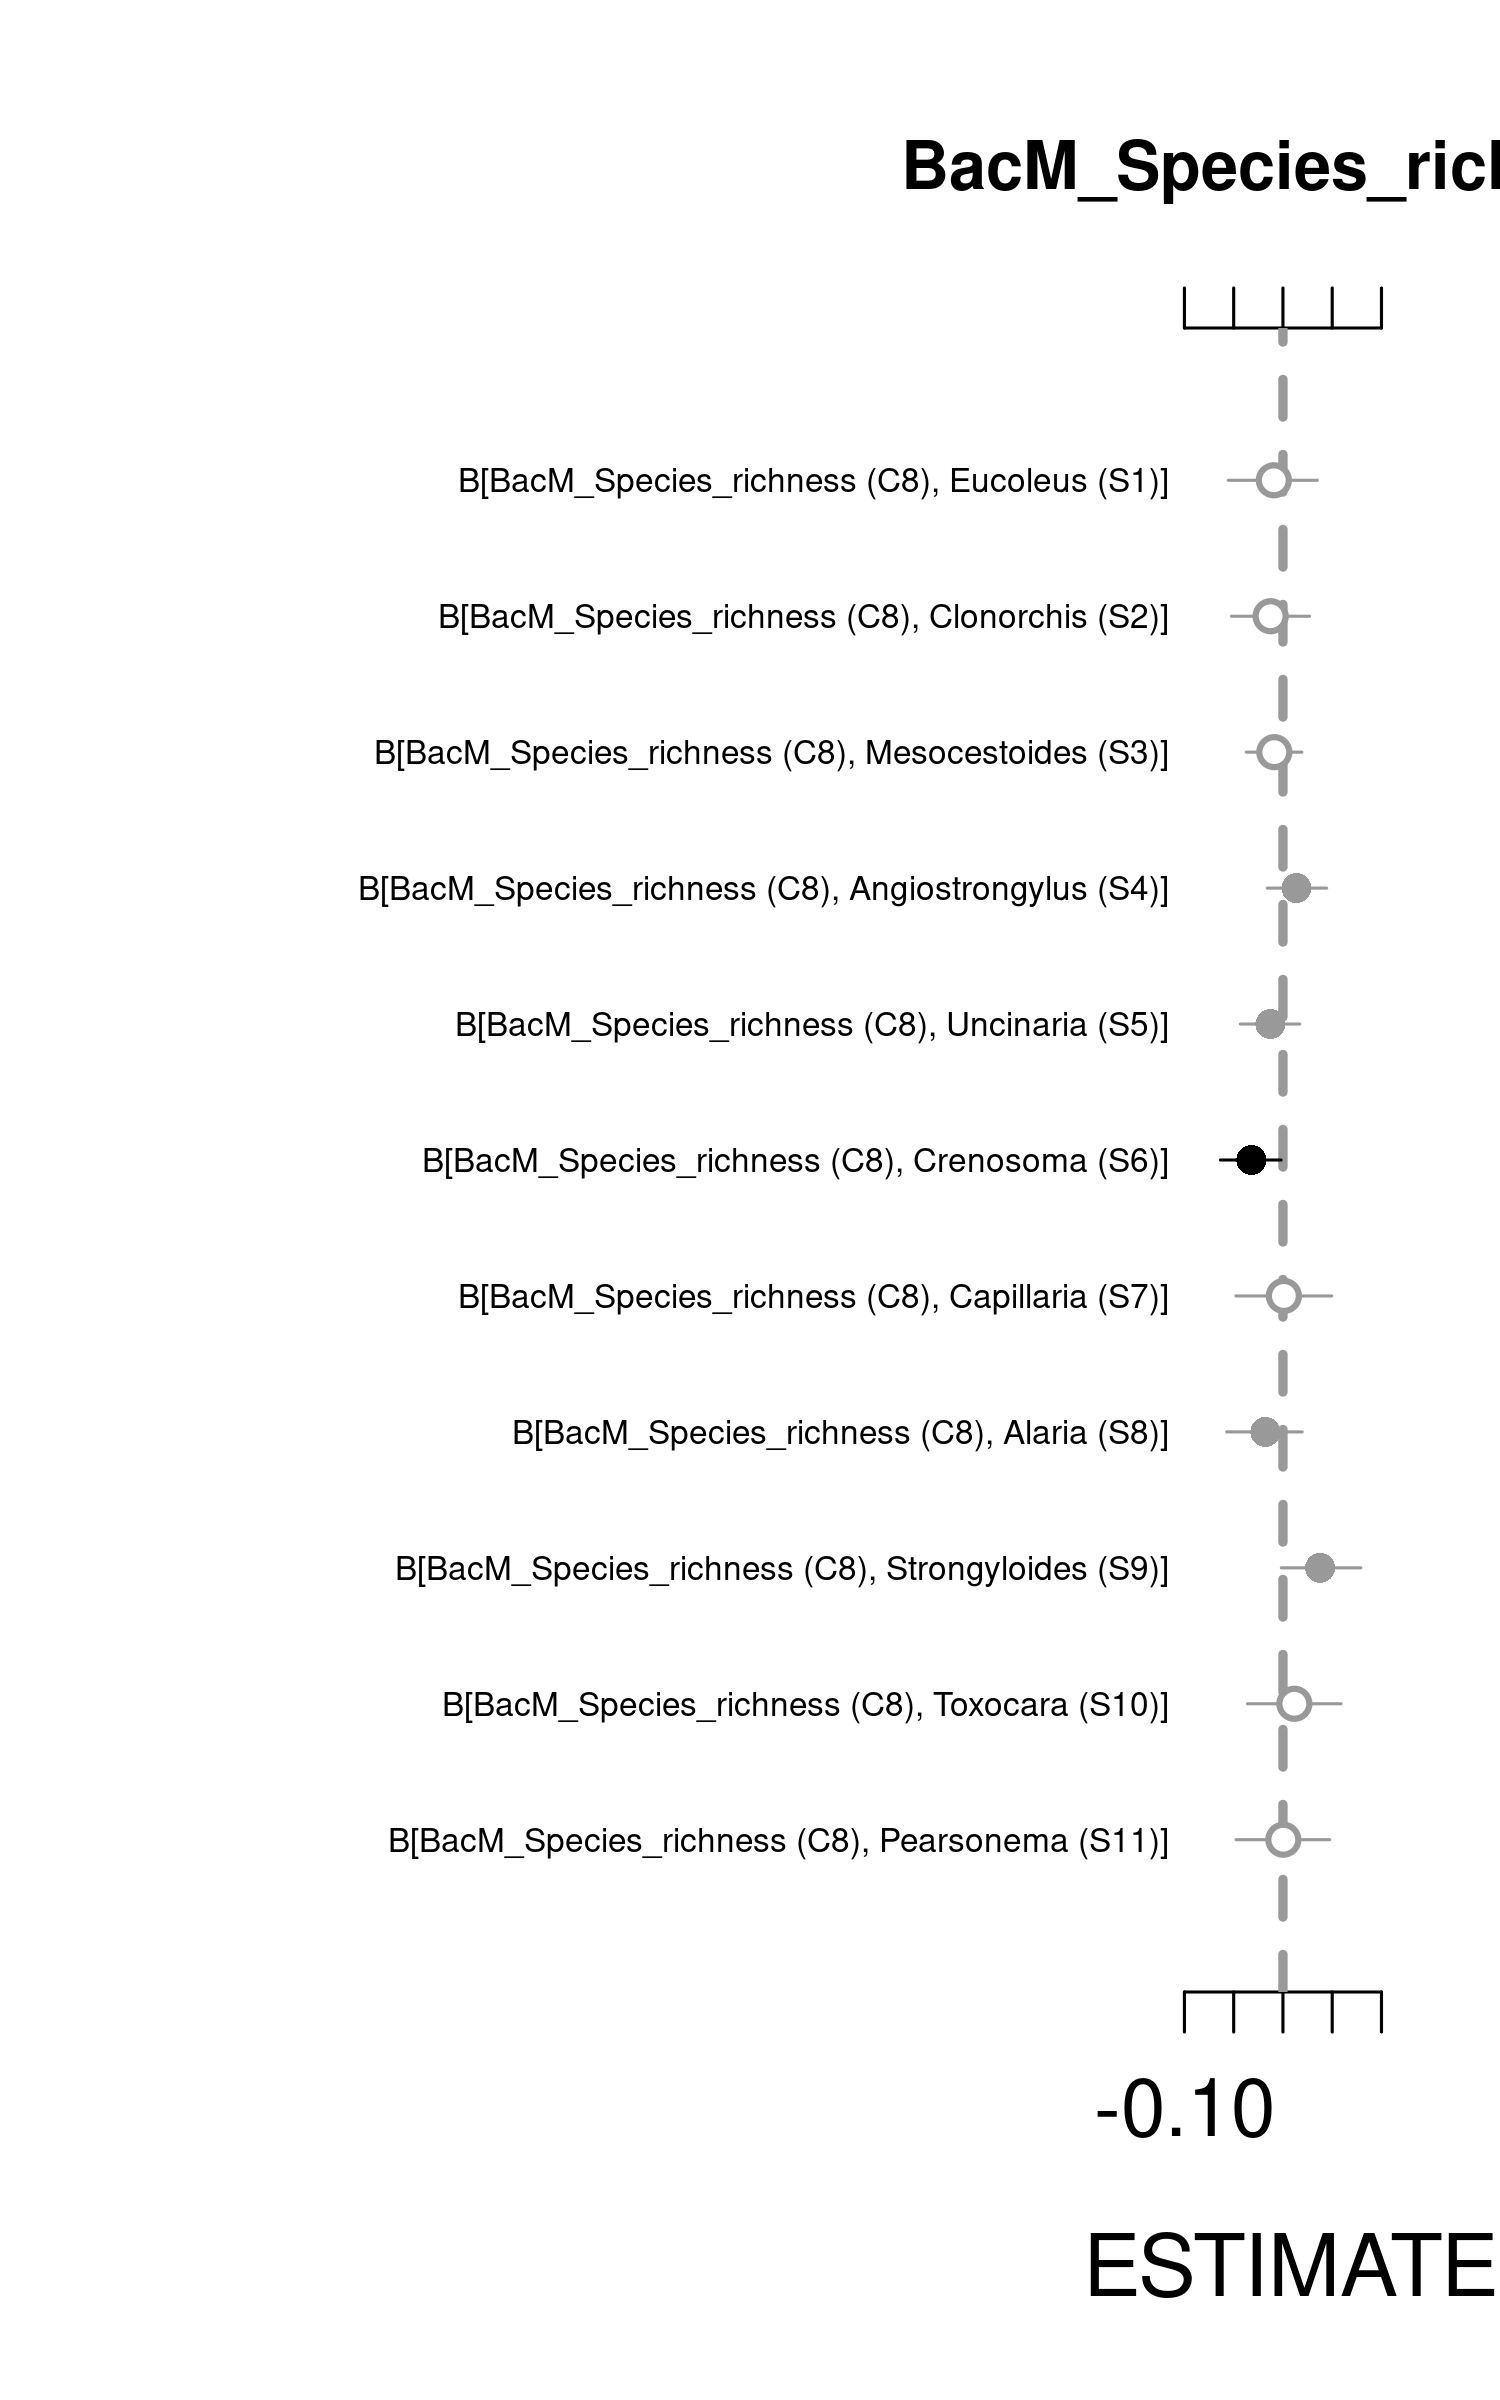 BacM_Species_ric
B[BacM_Species_richness (C8), Eucoleus (S1)]
B[BacM_Species_richness (C8), Clonorchis (S2)]
B[BacM_Species_richness (C8), Mesocestoides (S3)]
B[BacM_Species_richness (C8), Angiostrongylus (S4)]
B[BacM_Species_richness (C8), Uncinaria (S5)]
B[BacM_Species_richness (C8), Crenosoma (S6)]
B[BacM_Species_richness (C8), Capillaria (S7)]
B[BacM_Species_richness (C8), Alaria (S8)]
B[BacM_Species_richness (C8), Strongyloides (S9)]
B[BacM_Species_richness (C8), Toxocara (S10)]
B[BacM_Species_richness (C8), Pearsonema (S11)]
-0.10
ESTIMATE